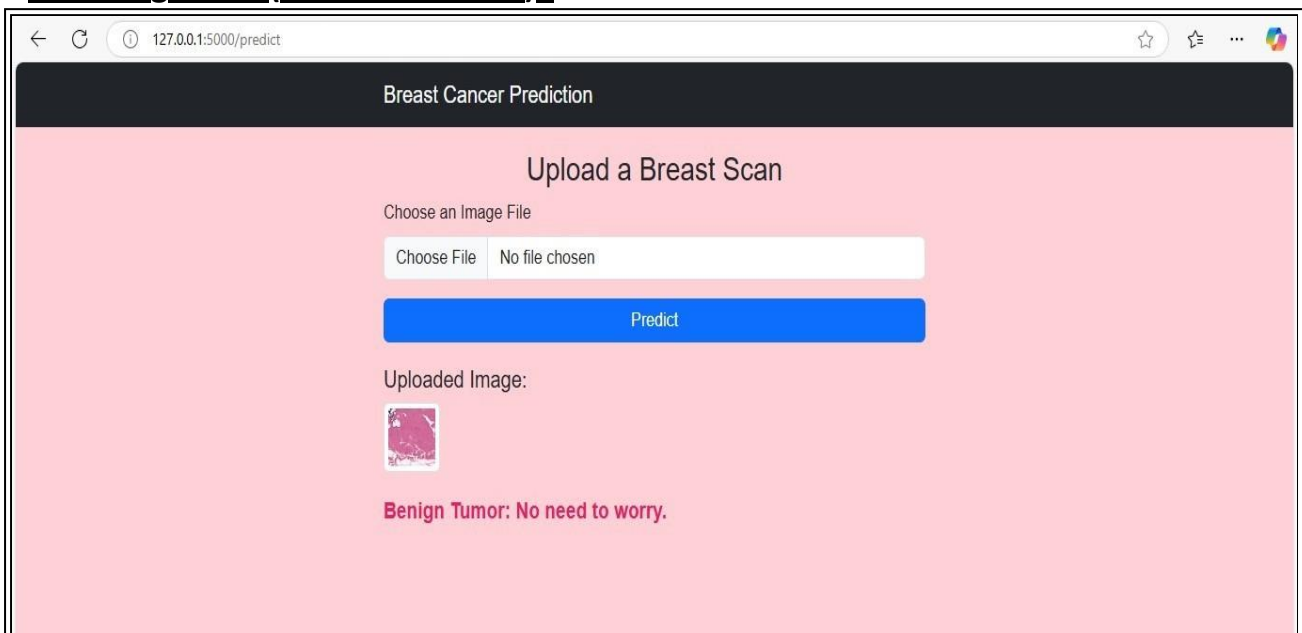 127.0.0.1:5000/predict
Breast Cancer Prediction
Upload a Breast Scan
Choose an Image File
Choose File No file chosen
Predict
Uploaded Image:
Benign Tumor: No need to worry.